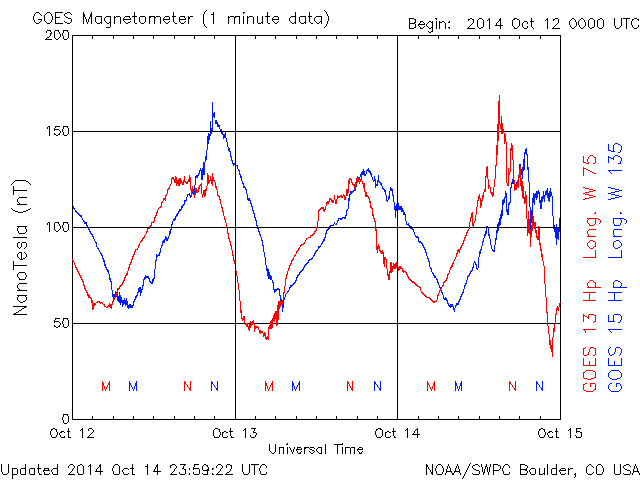 GOES Magnetometer (1 minute data)
Begin: 2014 Oct 12 0000 UTC
200
150
100
50
0
NanoTesla (nT)
M M N N M M N N M M N N
Oct 12 Oct 13 Oct 14 Oct 15
Universal Time
GOES 13 Hp Long. W 75
GOES 15 Hp Long. W 135
Updated 2014 Oct 14 23:59:22 UTC
NOAA/SWPC Boulder, CO USA